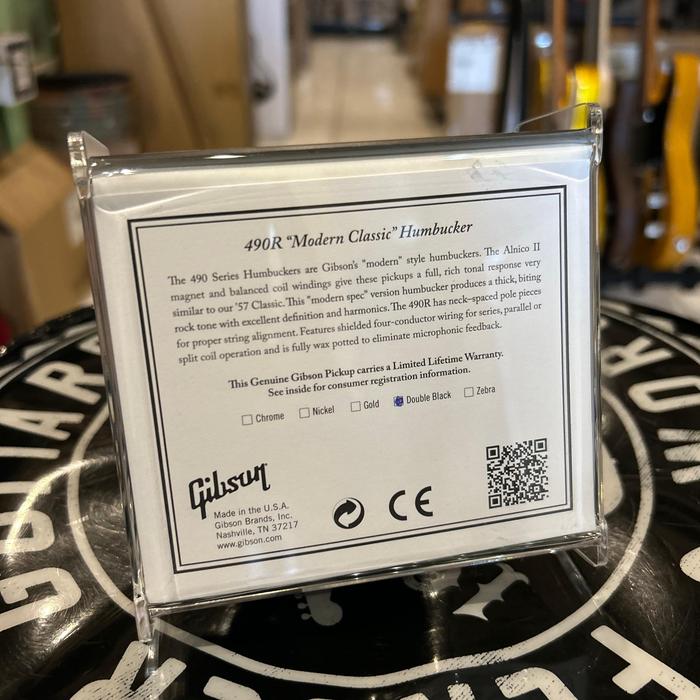 490R "Modern Classic" Humbucker
The 490 Series Humbuckers are Gibson's "modern" style humbuckers. The Alnico II
magnet and balanced coil windings give these pickups a full, rich tonal response very
similar to our '57 Classic. This "modern spec" version humbucker produces a thick, biting
rock tone with excellent definition and harmonics. The 490R has neck-spaced pole pieces
for proper string alignment. Features shielded four-conductor wiring for series, parallel or
split coil operation and is fully wax potted to eliminate microphonic feedback.
This Genuine Gibson Pickup carries a Limited Lifetime Warranty.
See inside for consumer registration information.
Chrome Nickel Gold Double Black Zebra
Gibson
Made in the U.S.A.
Gibson Brands, Inc.
Nashville, TN 37217
www.gibson.com
CE
GUITAR